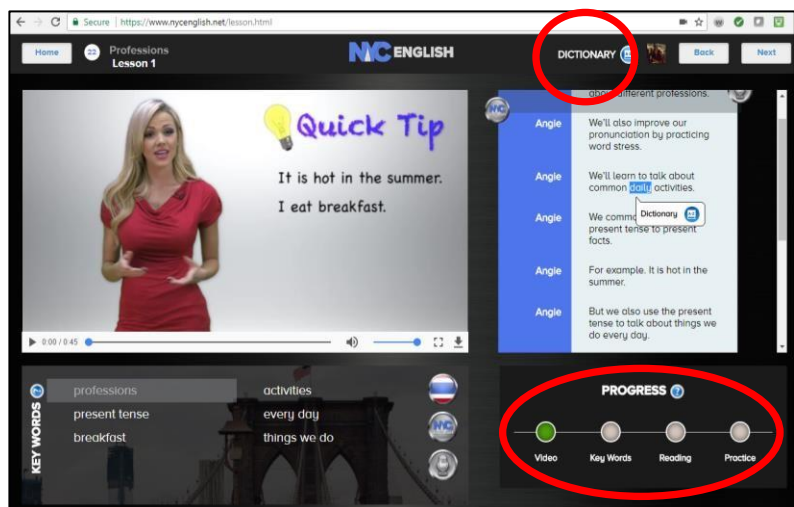 Secure | https://www.nycenglish.net/lesson.html
Home
22
Professions
Lesson 1
NYC ENGLISH
DICTIONARY
Back
Next
Quick Tip
It is hot in the summer.
I eat breakfast.
0:00 / 0:45
about different professions.
NYC
Angie
We'll also improve our
pronunciation by practicing
word stress.
Angie
We'll learn to talk about
common daily activities.
Dictionary
Angie
We comm
present tense to present
facts.
Angie
For example. It is hot in the
summer.
Angie
But we also use the present
tense to talk about things we
do every day.
KEY WORDS
professions
present tense
breakfast
activities
every day
things we do
NYC
PROGRESS ?
Video
Key Words
Reading
Practice